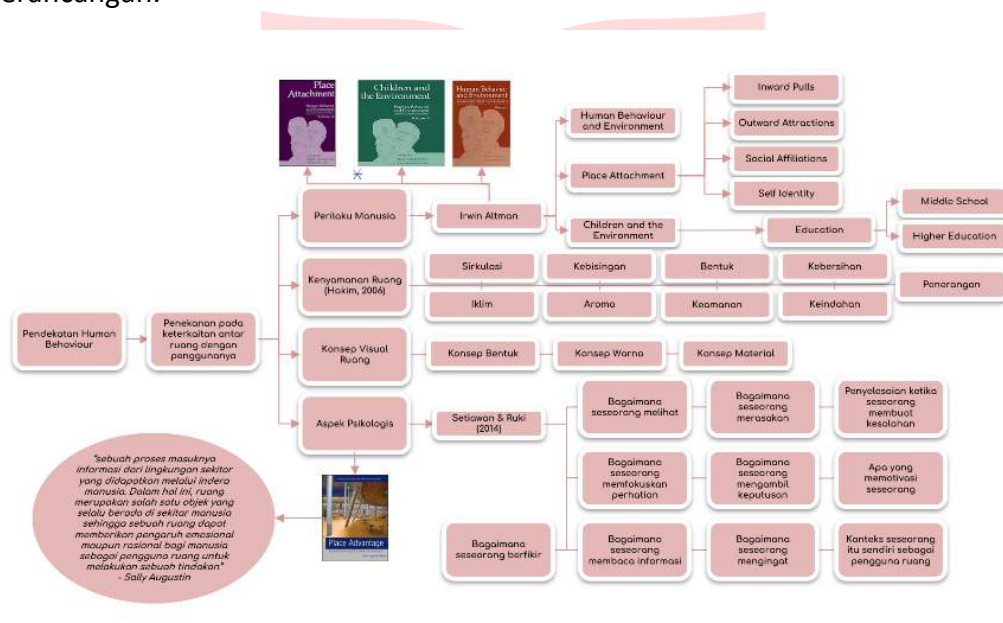 erancangan.
Place
Attachment
Children and
the Environment
Human Behavior
and Environment
Perilaku Manusia
Irwin Altman
Human Behaviour
and Environment
Place Attachment
Children and the
Environment
Inward Pulls
Outward Attractions
Social Affiliations
Self Identity
Education
Middle School
Higher Education
Kenyamanan Ruang
(Hakim, 2006)
Sirkulasi
Kebisingan
Bentuk
Kebersihan
Iklim
Aroma
Keamanan
Keindahan
Penerangan
Pendekatan Human
Behaviour
Penekanan pada
keterkaitan antar
ruang dengan
penggunanya
Konsep Visual
Ruang
Konsep Bentuk
Konsep Warna
Konsep Material
Aspek Psikologis
Setiawan & Ruki
(2014)
Bagaimana
seseorang melihat
Bagaimana
seseorang
merasakan
Penyelesaian ketika
seseorang
membuat
kesalahan
Bagaimana
seseorang
memfokuskan
perhatian
Bagaimana
seseorang
mengambil
keputusan
Apa yang
memotivasi
seseorang
Bagaimana
seseorang berfikir
Bagaimana
seseorang
membaca informasi
Bagaimana
seseorang
mengingat
Konteks seseorang
itu sendiri sebagai
pengguna ruang
Place Advantage
"sebuah proses masuknya
informasi dari lingkungan sekitar
yang didapatkan melalui indera
manusia. Dalam hal ini, ruang
merupakan salah satu objek yang
selalu berada di sekitar manusia
sehingga sebuah ruang dapat
memberikan pengaruh emosional
maupun rasional bagi manusia
sebagai pengguna ruang untuk
melakukan sebuah tindakan"
- Sally Augustin